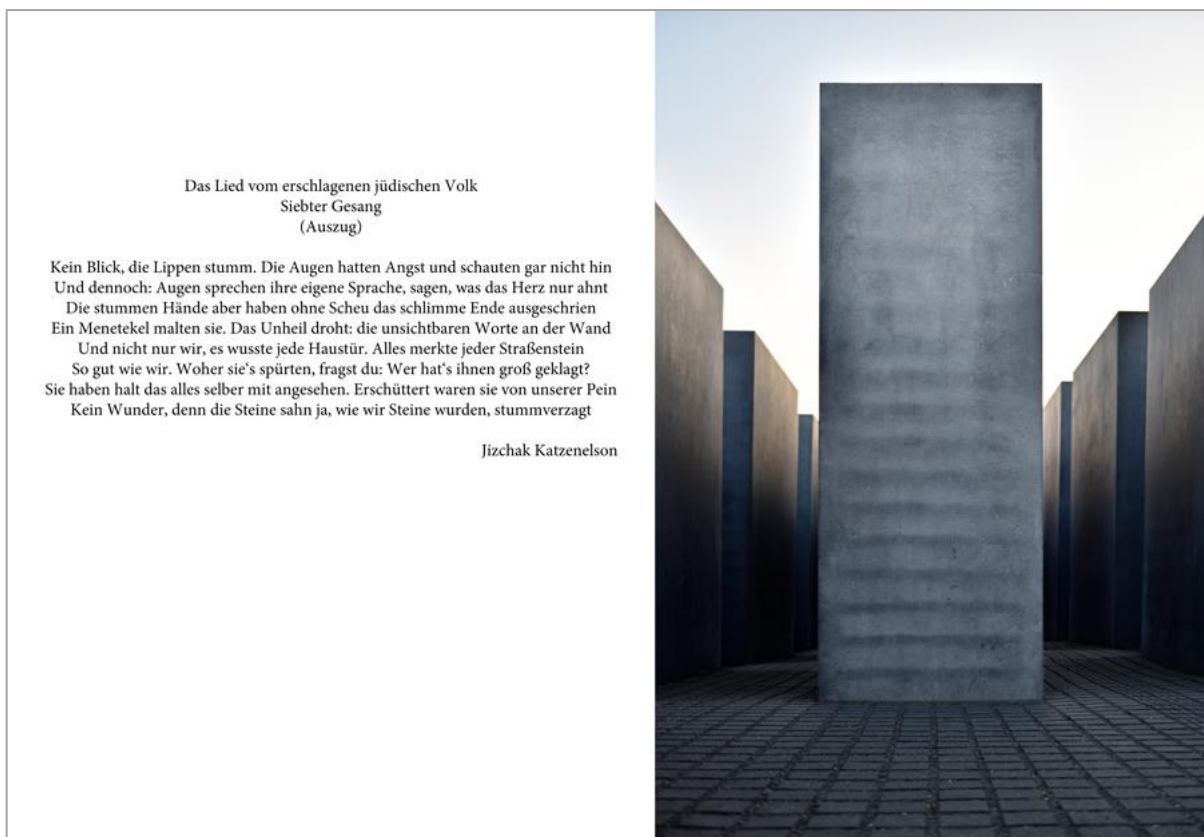 Das Lied vom erschlagenen jüdischen Volk
Siebter Gesang
(Auszug)
Kein Blick, die Lippen stumm. Die Augen hatten Angst und schauten gar nicht hin
Und dennoch: Augen sprechen ihre eigene Sprache, sagen, was das Herz nur ahnt
Die stummen Hände aber haben ohne Scheu das schlimme Ende ausgeschrien
Ein Menetekel malten sie. Das Unheil droht: die unsichtbaren Worte an der Wand
Und nicht nur wir, es wusste jede Haustür. Alles merkte jeder Straßenstein
So gut wie wir. Woher sie‘s spürten, fragst du: Wer hat‘s ihnen groß geklagt?
Sie haben halt das alles selber mit angesehen. Erschüttert waren sie von unserer Pein
Kein Wunder, denn die Steine sahn ja, wie wir Steine wurden, stummverzagt
Jizchak Katzenelson